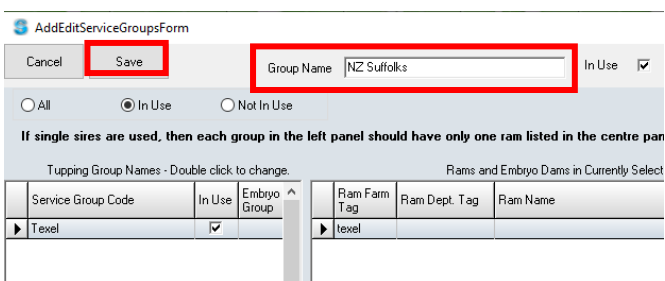 AddEditServiceGroupsForm
Cancel Save Group Name NZ Suffolks In Use
All In Use Not In Use
If single sires are used, then each group in the left panel should have only one ram listed in the centre pan
Tupping Group Names - Double click to change. Rams and Embryo Dams in Currently Select
Service Group Code In Use Embryo Group Ram Farm Tag Ram Dept. Tag Ram Name
Texel texel